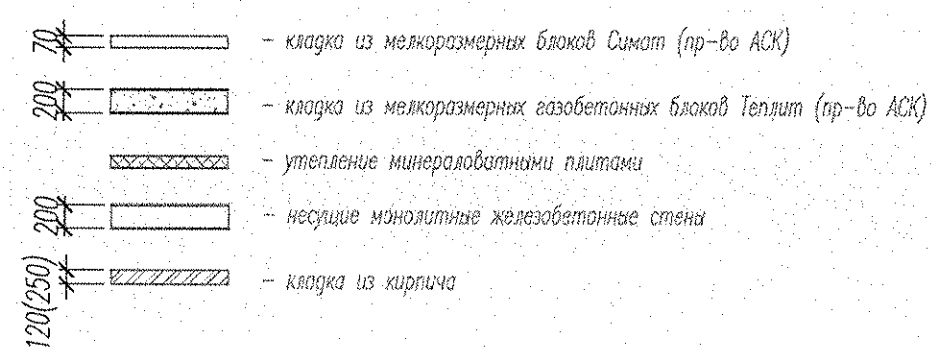 70 – кладка из мелкоразмерных блоков Симат (пр-во АСК)
200 – кладка из мелкоразмерных газобетонных блоков Теплит (пр-во АСК)
– утепление минераловатными плитами
200 – несущие монолитные железобетонные стены
120(250) – кладка из кирпича